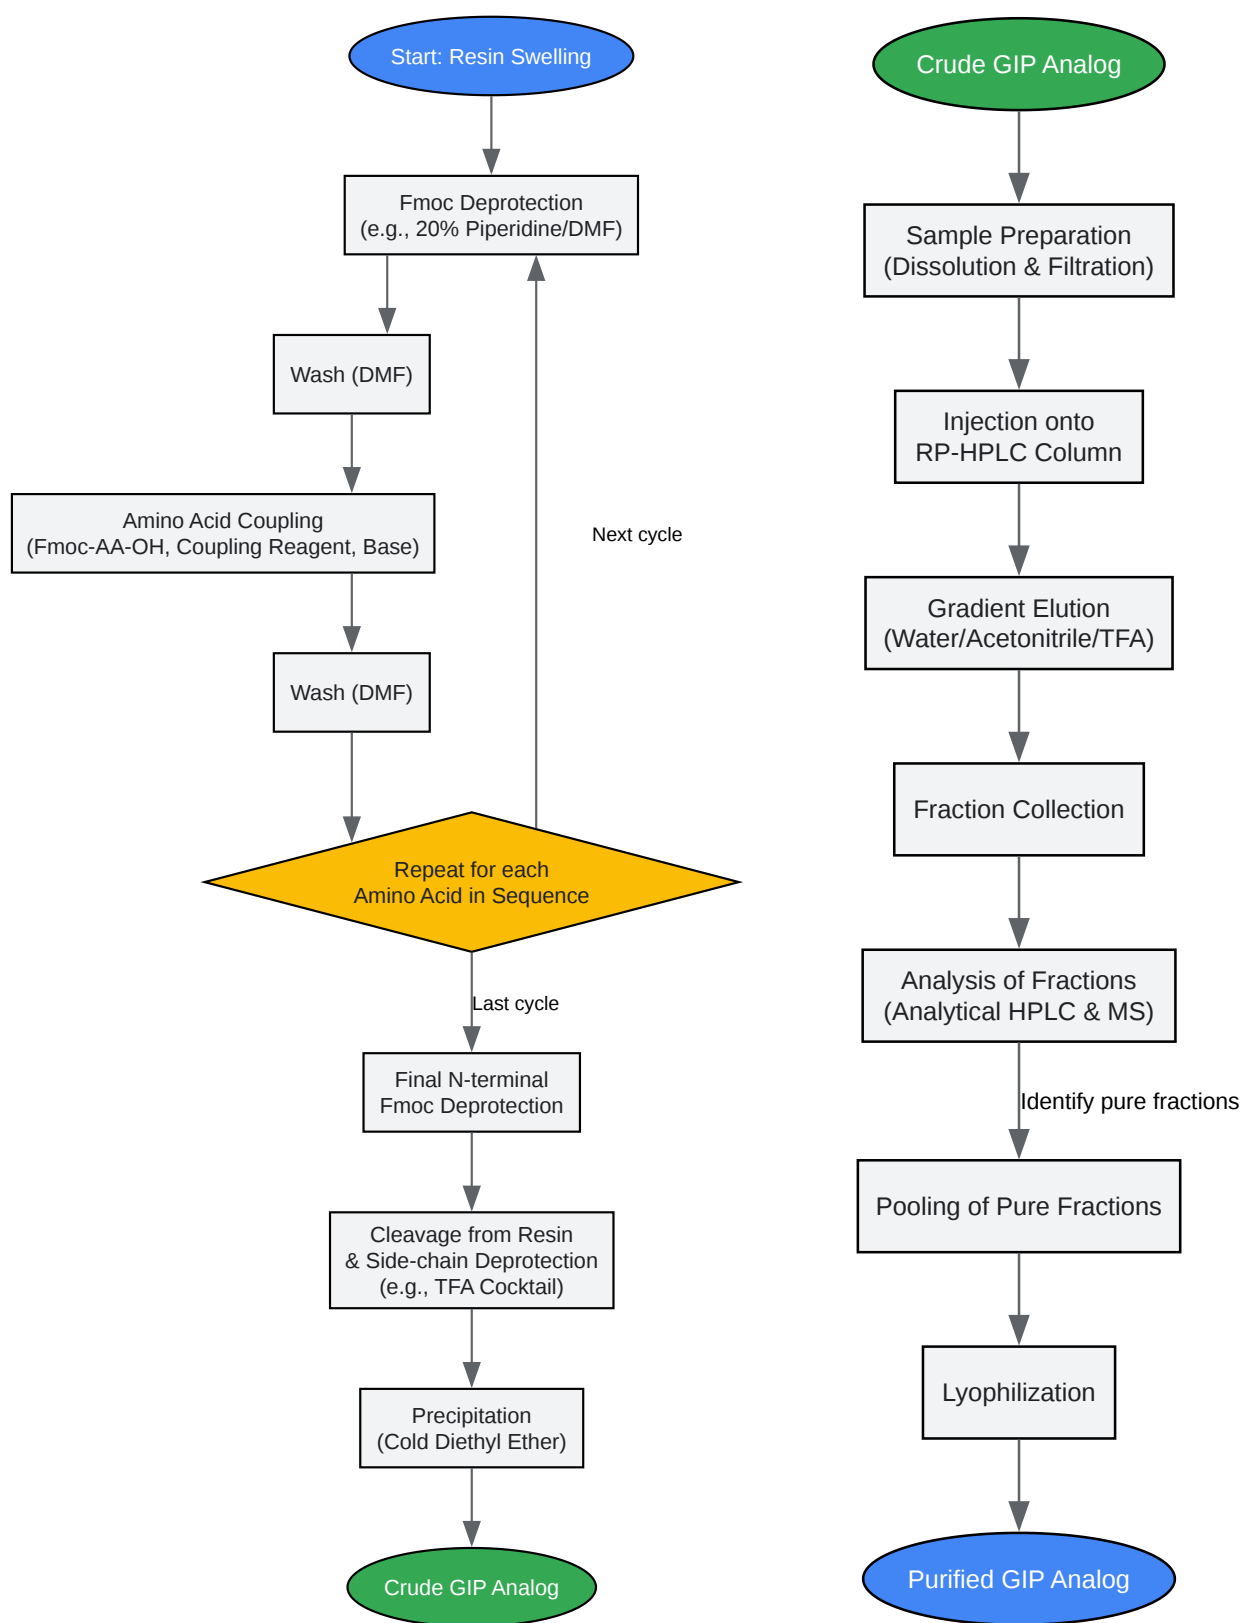 Start: Resin Swelling
Fmoc Deprotection
(e.g., 20% Piperidine/DMF)
Wash (DMF)
Amino Acid Coupling
(Fmoc-AA-OH, Coupling Reagent, Base)
Next cycle
Wash (DMF)
Repeat for each
Amino Acid in Sequence
Last cycle
Final N-terminal
Fmoc Deprotection
Cleavage from Resin
& Side-chain Deprotection
(e.g., TFA Cocktail)
Precipitation
(Cold Diethyl Ether)
Crude GIP Analog
Crude GIP Analog
Sample Preparation
(Dissolution & Filtration)
Injection onto
RP-HPLC Column
Gradient Elution
(Water/Acetonitrile/TFA)
Fraction Collection
Analysis of Fractions
(Analytical HPLC & MS)
Identify pure fractions
Pooling of Pure Fractions
Lyophilization
Purified GIP Analog